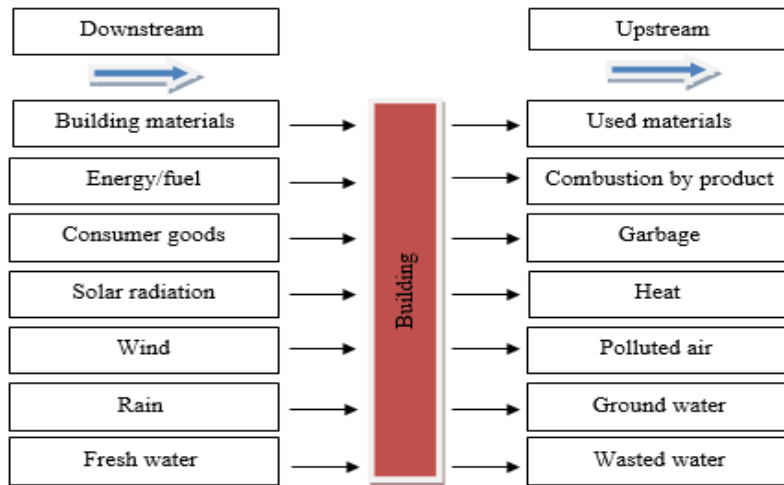 Downstream
Upstream
Building materials
Used materials
Energy/fuel
Combustion by product
Consumer goods
Garbage
Solar radiation
Heat
Building
Wind
Polluted air
Rain
Ground water
Fresh water
Wasted water